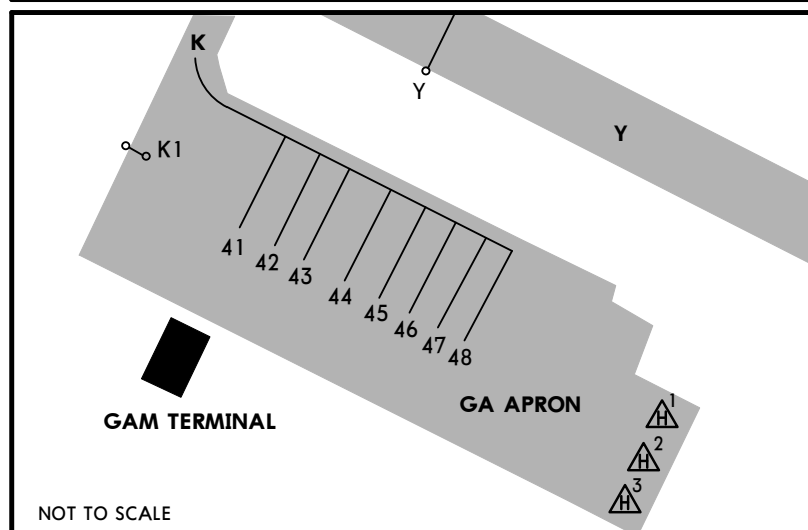 K
Y
Y
K1
41
42
43
44
45
46
47
48
GA APRON
GAM TERMINAL
H 1
H 2
H 3
NOT TO SCALE